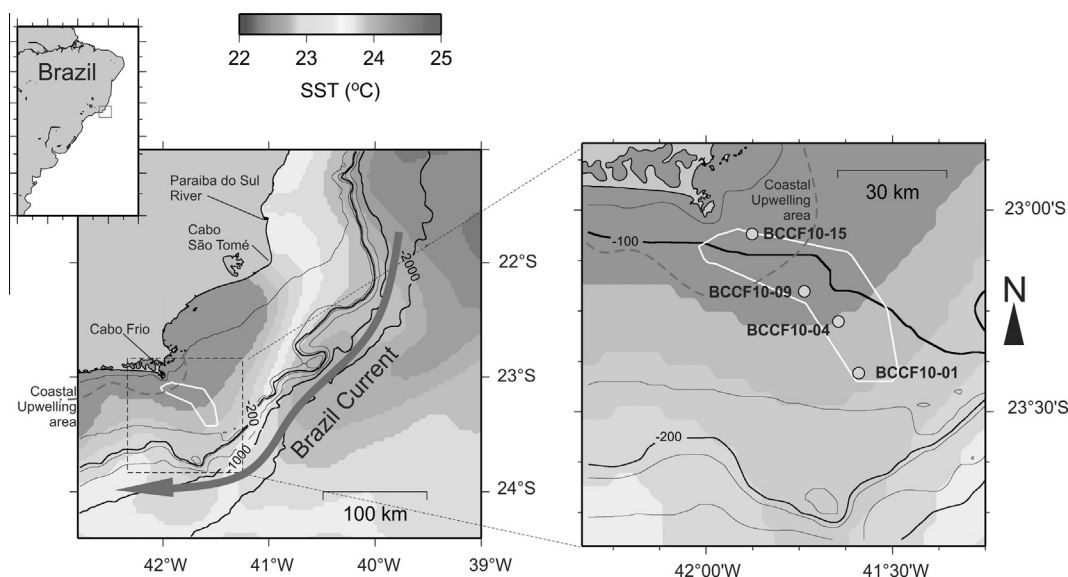 22
23
24
25
SST (ºC)
Brazil
Paraiba do Sul
River
Cabo
São Tomé
Cabo Frio
Coastal
Upwelling
area
-2000
-200
-1000
Brazil Current
100 km
22°S
23°S
24°S
42°W
41°W
40°W
39°W
30 km
Coastal
Upwelling
area
-100
BCCF10-15
BCCF10-09
BCCF10-04
BCCF10-01
-200
23°00'S
23°30'S
N
42°00'W
41°30'W